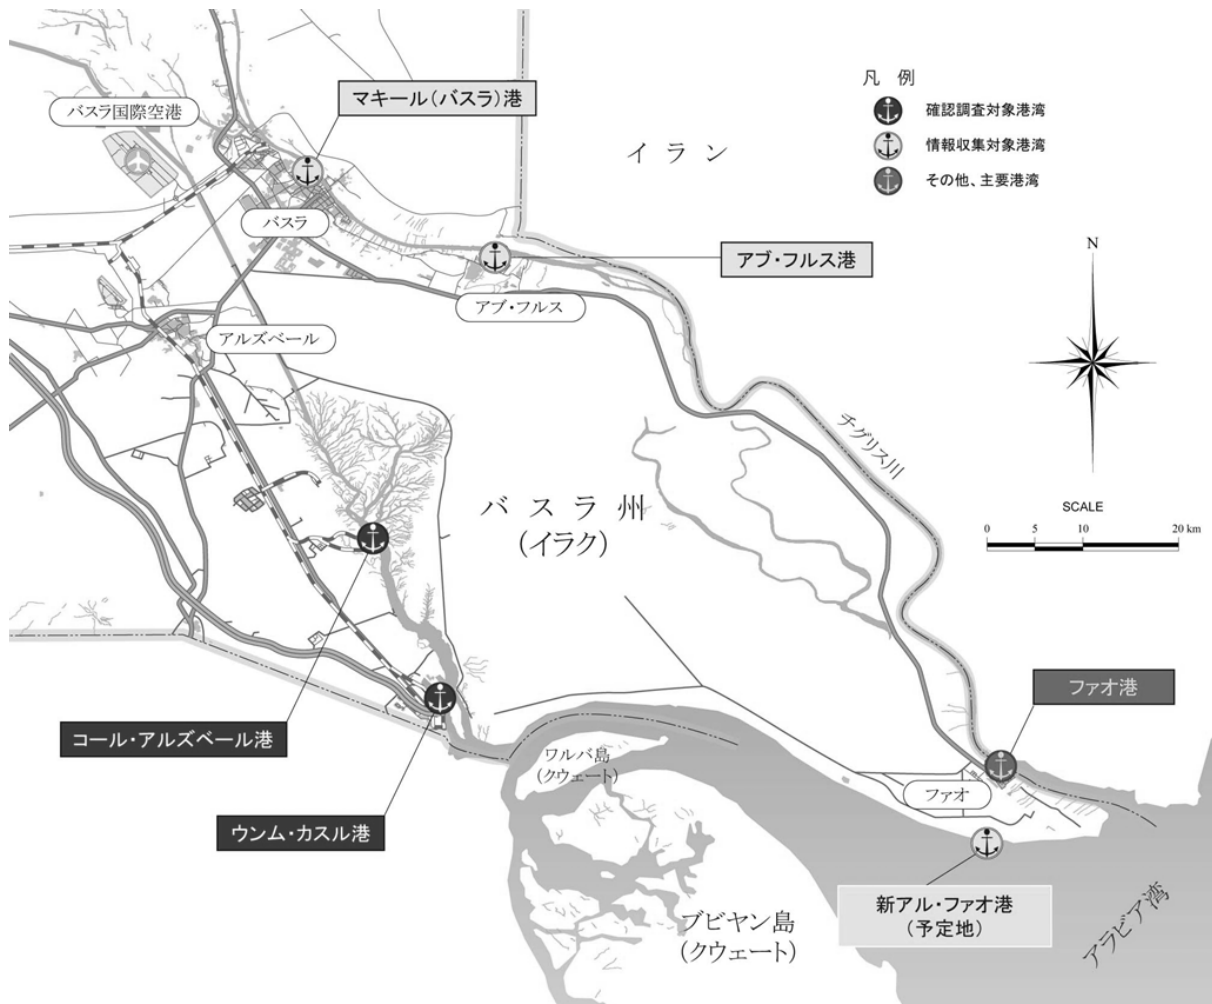 凡 例
確認調査対象港湾
情報収集対象港湾
その他、主要港湾
マキール(バスラ)港
バスラ国際空港
イ ラ ン
バスラ
アブ・フルス港
アブ・フルス
アルズベール
N
チグリス川
バ ス ラ 州
(イラク)
SCALE
0 5 10 20 km
ファオ港
コール・アルズベール港
ワルバ島
(クウェート)
ファオ
ウンム・カスル港
新アル・ファオ港
(予定地)
ブビヤン島
(クウェート)
アラビア湾